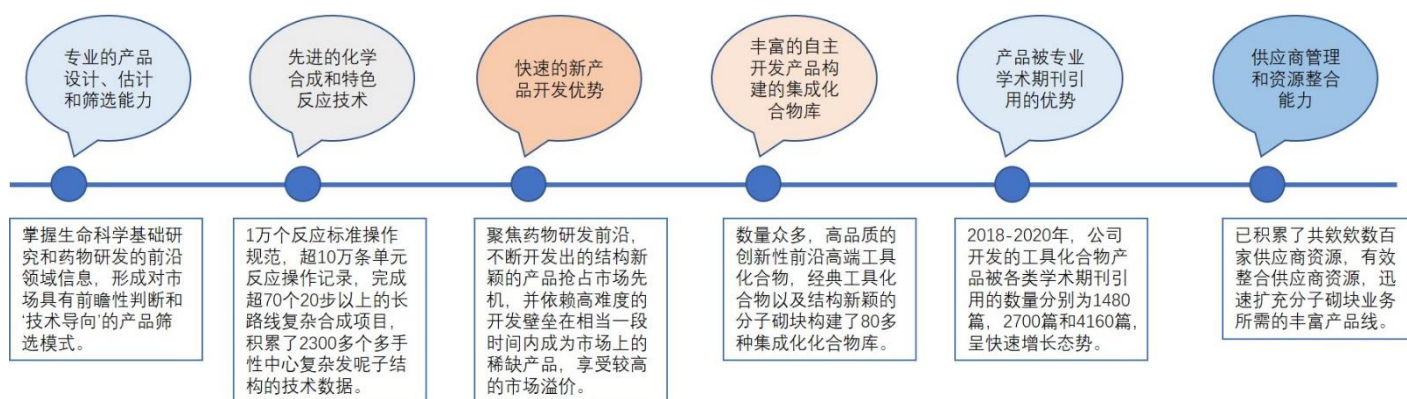 专业的产品
设计、估计
和筛选能力
先进的化学
合成和特色
反应技术
快速的新产
品开发优势
丰富的自主
开发产品构
建的集成化
合物库
产品被专业
学术期刊引
用的优势
供应商管理
和资源整合
能力
掌握生命科学基础研
究和药物研发的前沿
领域信息，形成对市
场具有前瞻性判断和
‘技术导向’的产品筛
选模式。
1万个反应标准操作
规范，超10万条单元
反应操作记录，完成
超70个20步以上的长
路线复杂合成项目，
积累了2300多个多手
性中心复杂发呢子结
构的技术数据。
聚焦药物研发前沿，
不断开发出的结构新
颖的产品抢占市场先
机，并依赖高难度的
开发壁垒在相当一段
时间内成为市场上的
稀缺产品，享受较高
的市场溢价。
数量众多，高品质的
创新性前沿高端工具
化合物，经典工具化
合物以及结构新颖的
分子砌块构建了80多
种集成化化合物库。
2018-2020年，公司
开发的工具化合物产
品被各类学术期刊引
用的数量分别为1480
篇，2700篇和4160篇，
呈快速增长态势。
已积累了共欸欸数百
家供应商资源，有效
整合供应商资源，迅
速扩充分子砌块业务
所需的丰富产品线。